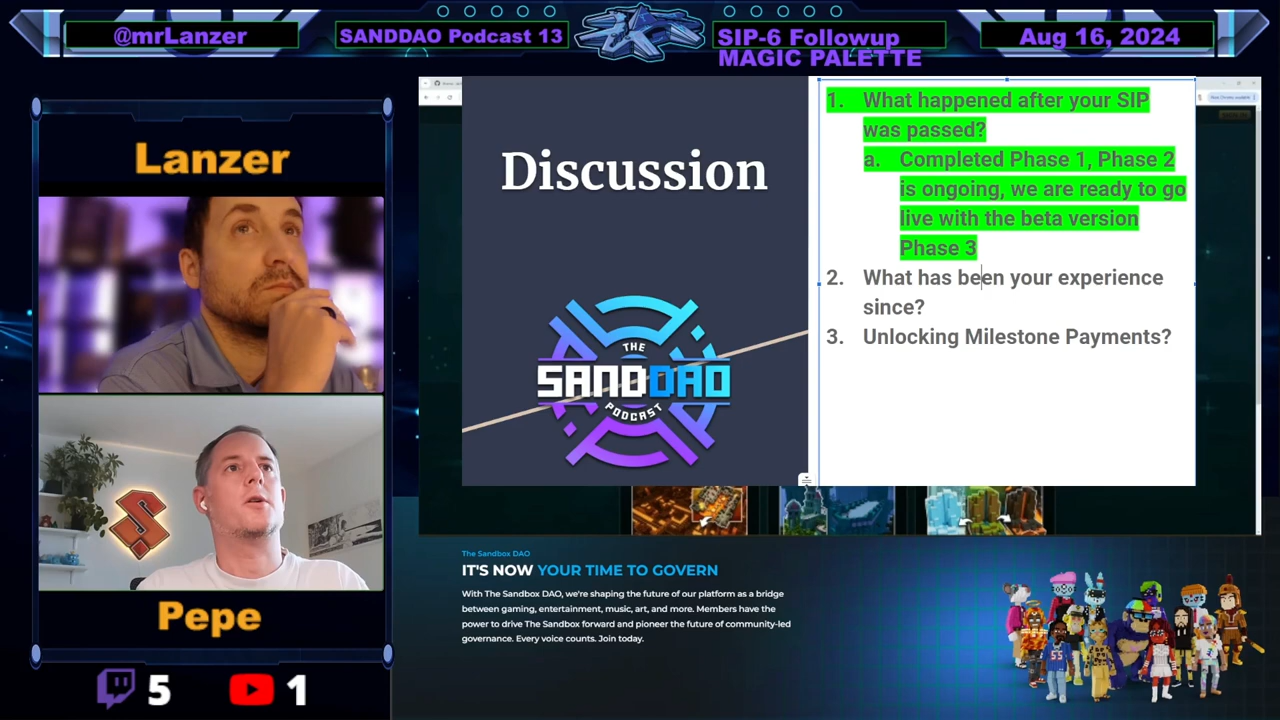 @mrLanzer
SANDDAO Podcast 13
SIP-6 Followup
MAGIC PALETTE
Aug 16, 2024
Lanzer
Pepe
5
1
Discussion
THE
SANDDAO
PODCAST
1. What happened after your SIP
was passed?
a. Completed Phase 1, Phase 2
is ongoing, we are ready to go
live with the beta version
Phase 3
2. What has been your experience
since?
3. Unlocking Milestone Payments?
The Sandbox DAO
IT'S NOW YOUR TIME TO GOVERN
With The Sandbox DAO, we're shaping the future of our platform as a bridge
between gaming, entertainment, music, art, and more. Members have the
power to drive The Sandbox forward and pioneer the future of community-led
governance. Every voice counts. Join today.